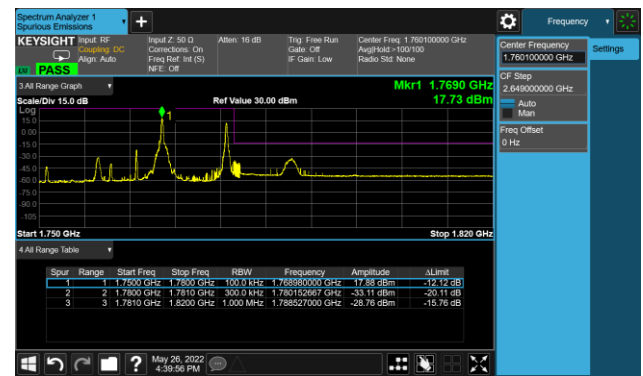 Spectrum Analyzer 1
Spurious Emissions
Frequency
KEYSIGHT Input: RF
Coupling: DC
Align: Auto
Input Z: 50 Ω
Corrections: On
Freq Ref: Int (S)
NFE: Off
Atten: 16 dB
Trig: Free Run
Gate: Off
IF Gain: Low
Center Freq: 1.760100000 GHz
Avg|Hold:>100/100
Radio Std: None
PASS
3 All Range Graph
Mkr1 1.7690 GHz
Scale/Div 15.0 dB
Ref Value 30.00 dBm
17.73 dBm
Log
15.0
0.00
-15.0
-30.0
-45.0
-60.0
-75.0
-90.0
-105
1
Start 1.750 GHz
Stop 1.820 GHz
4 All Range Table
Spur Range Start Freq Stop Freq RBW Frequency Amplitude ΔLimit
1 1 1.7500 GHz 1.7800 GHz 100.0 kHz 1.768980000 GHz 17.88 dBm -12.12 dB
2 2 1.7800 GHz 1.7810 GHz 300.0 kHz 1.780152667 GHz -33.11 dBm -20.11 dB
3 3 1.7810 GHz 1.8200 GHz 1.000 MHz 1.788527000 GHz -28.76 dBm -15.76 dB
Center Frequency
1.760100000 GHz
Settings
CF Step
2.649000000 GHz
Auto
Man
Freq Offset
0 Hz
May 26, 2022
4:39:56 PM